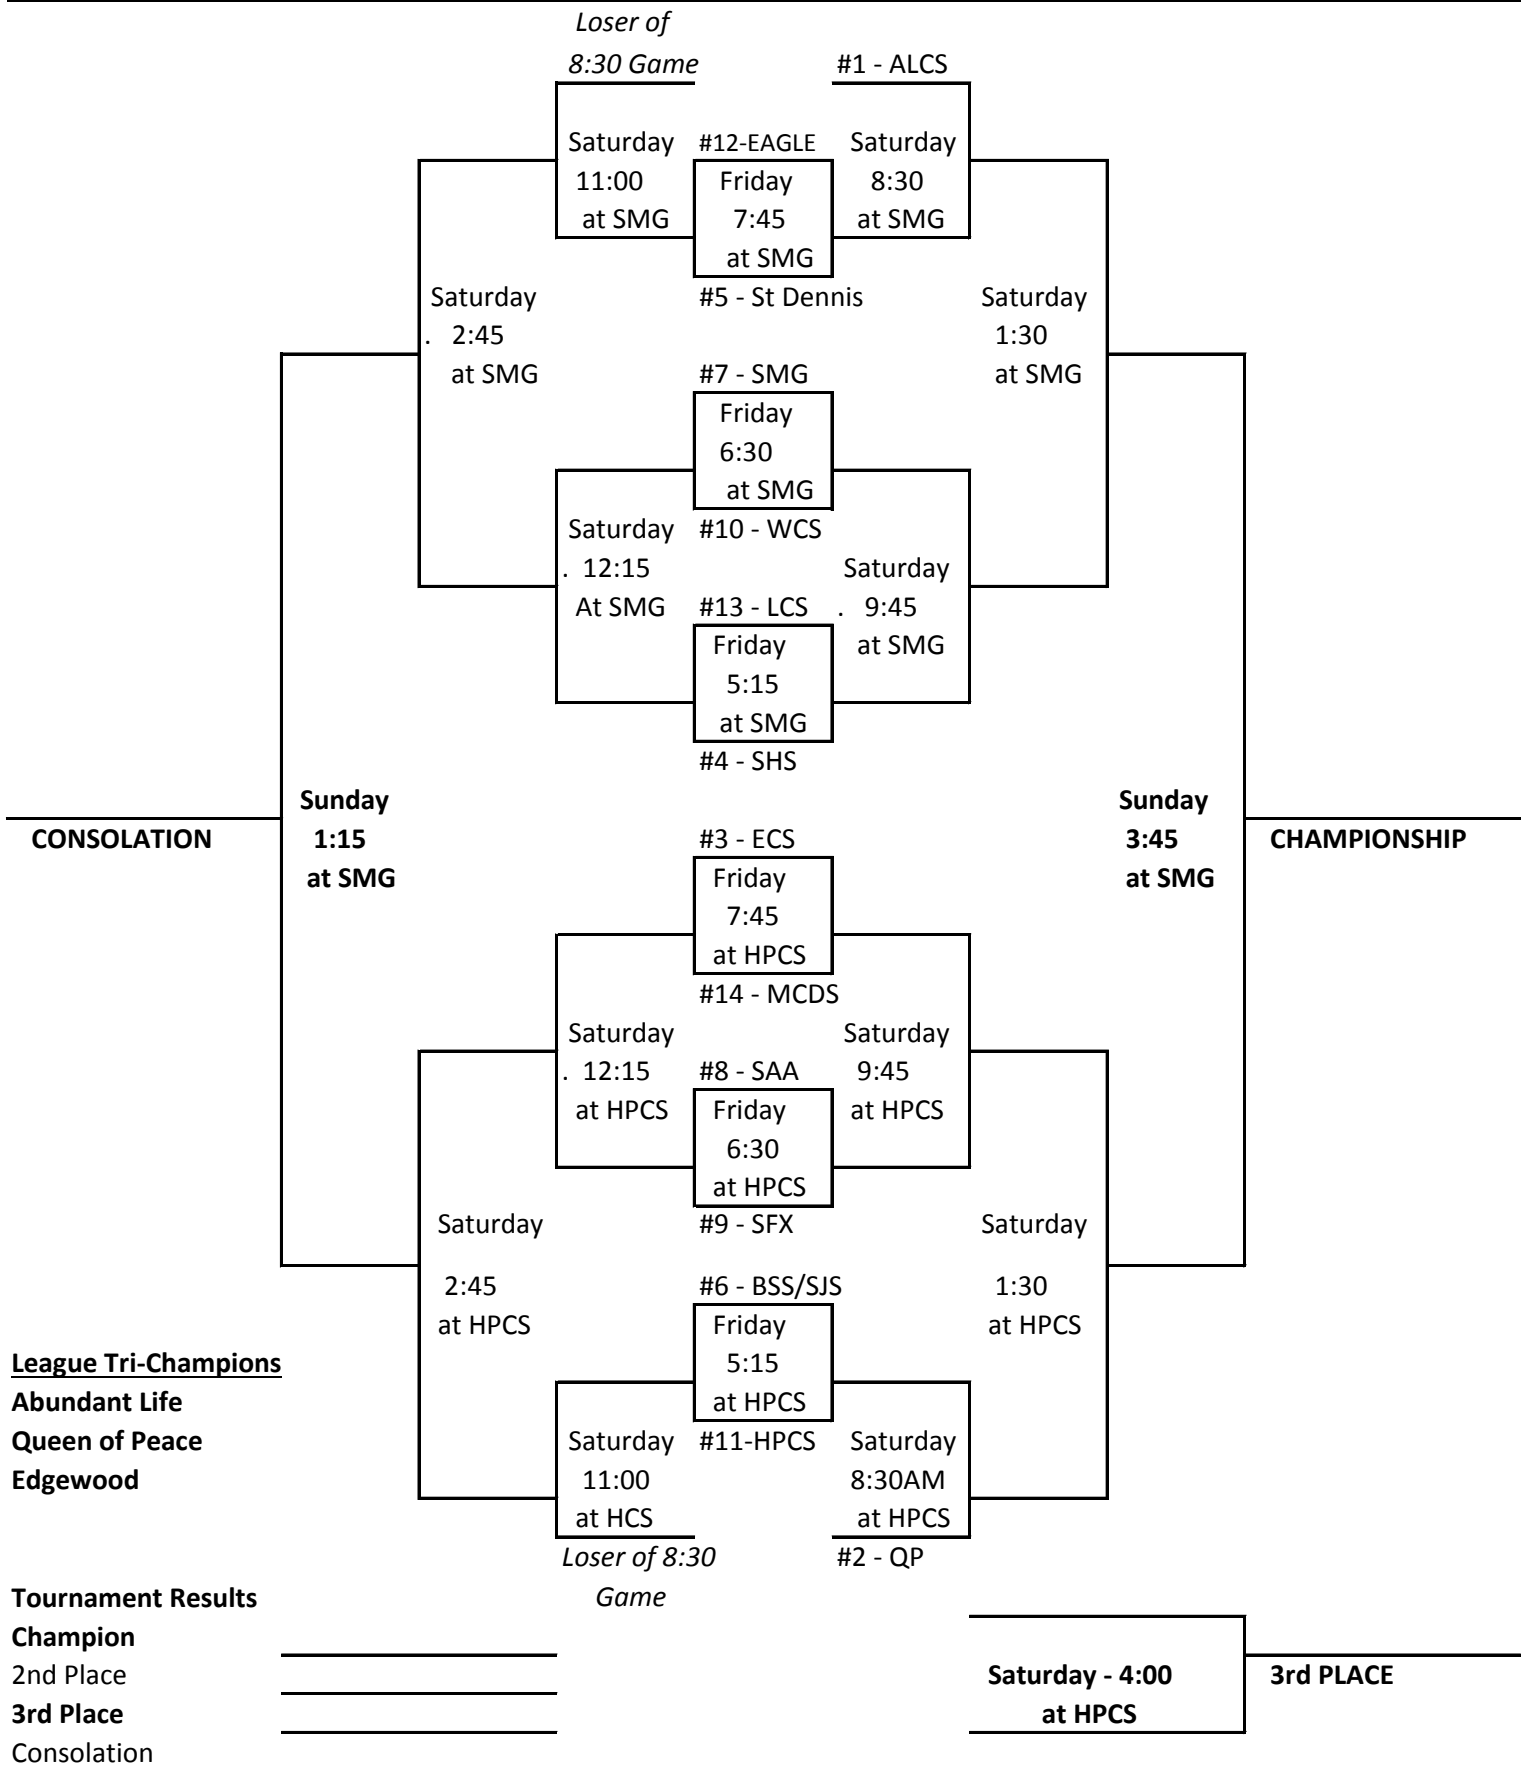 Loser of
8:30 Game #1 - ALCS
Saturday #12-EAGLE Saturday
11:00 Friday 8:30
at SMG 7:45 at SMG
at SMG
Saturday #5 - St Dennis Saturday
. 2:45 1:30
at SMG #7 - SMG at SMG
Friday
6:30
at SMG
Saturday #10 - WCS
. 12:15 Saturday
At SMG #13 - LCS . 9:45
Friday at SMG
5:15
at SMG
#4 - SHS
Sunday Sunday
CONSOLATION 1:15 #3 - ECS 3:45 CHAMPIONSHIP
at SMG Friday at SMG
7:45
at HPCS
#14 - MCDS
Saturday Saturday
. 12:15 #8 - SAA 9:45
at HPCS Friday at HPCS
6:30
at HPCS
Saturday #9 - SFX Saturday
2:45 #6 - BSS/SJS 1:30
at HPCS Friday at HPCS
League Tri-Champions 5:15
Abundant Life at HPCS
Queen of Peace Saturday #11-HPCS Saturday
Edgewood 11:00 8:30AM
at HCS at HPCS
Loser of 8:30 #2 - QP
Tournament Results Game
Champion
2nd Place Saturday - 4:00 3rd PLACE
3rd Place at HPCS
Consolation